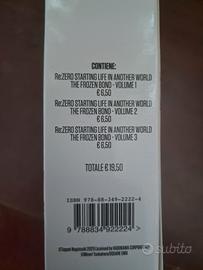 CONTIENE:
Re:ZERO STARTING LIFE IN ANOTHER WORLD
THE FROZEN BOND - VOLUME 1
€ 6,50
Re:ZERO STARTING LIFE IN ANOTHER WORLD
THE FROZEN BOND - VOLUME 2
€ 6,50
Re:ZERO STARTING LIFE IN ANOTHER WORLD
THE FROZEN BOND - VOLUME 3
€ 6,50
TOTALE € 19,50
ISBN 978-88-349-2222-4
9 788834 922224 >
subito